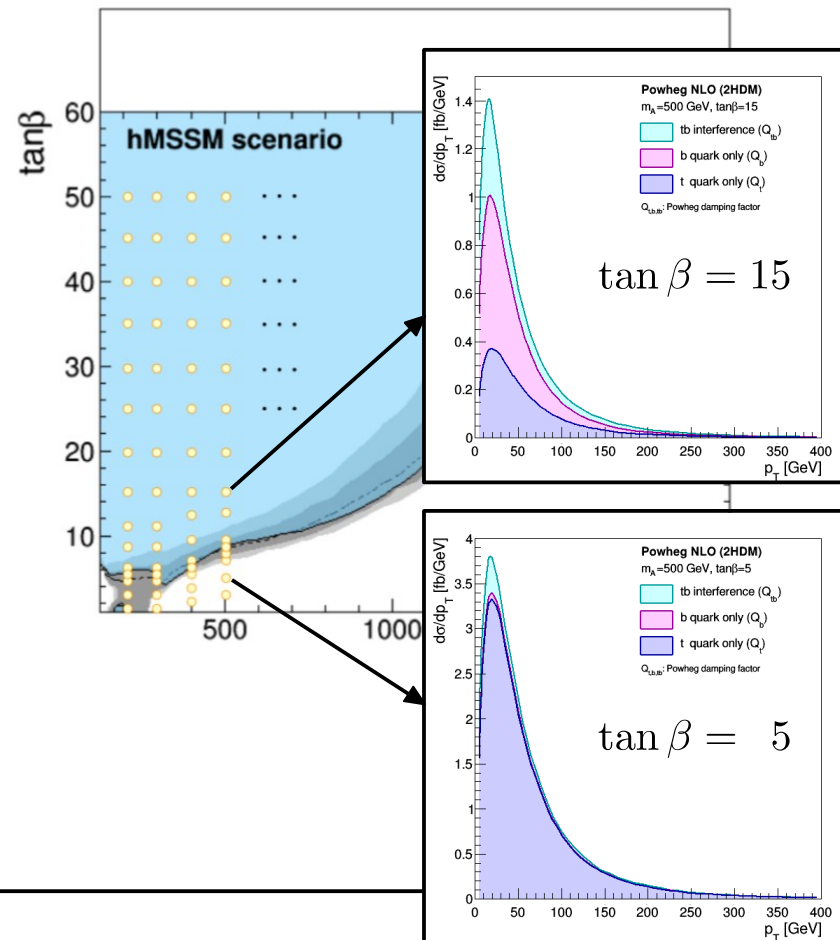 tanβ
60
50
40
30
20
10
500
1000
hMSSM scenario
dσ/dp_T [fb/GeV]
1.4
1.2
1
0.8
0.6
0.4
0.2
0
Powheg NLO (2HDM)
m_A=500 GeV, tanβ=15
tb interference (Q_tb)
b quark only (Q_b)
t quark only (Q_t)
Q_t,b,tb: Powheg damping factor
tan β = 15
0 50 100 150 200 250 300 350 400
p_T [GeV]
dσ/dp_T [fb/GeV]
4
3.5
3
2.5
2
1.5
1
0.5
0
Powheg NLO (2HDM)
m_A=500 GeV, tanβ=5
tb interference (Q_tb)
b quark only (Q_b)
t quark only (Q_t)
Q_t,b,tb: Powheg damping factor
tan β = 5
0 50 100 150 200 250 300 350 400
p_T [GeV]